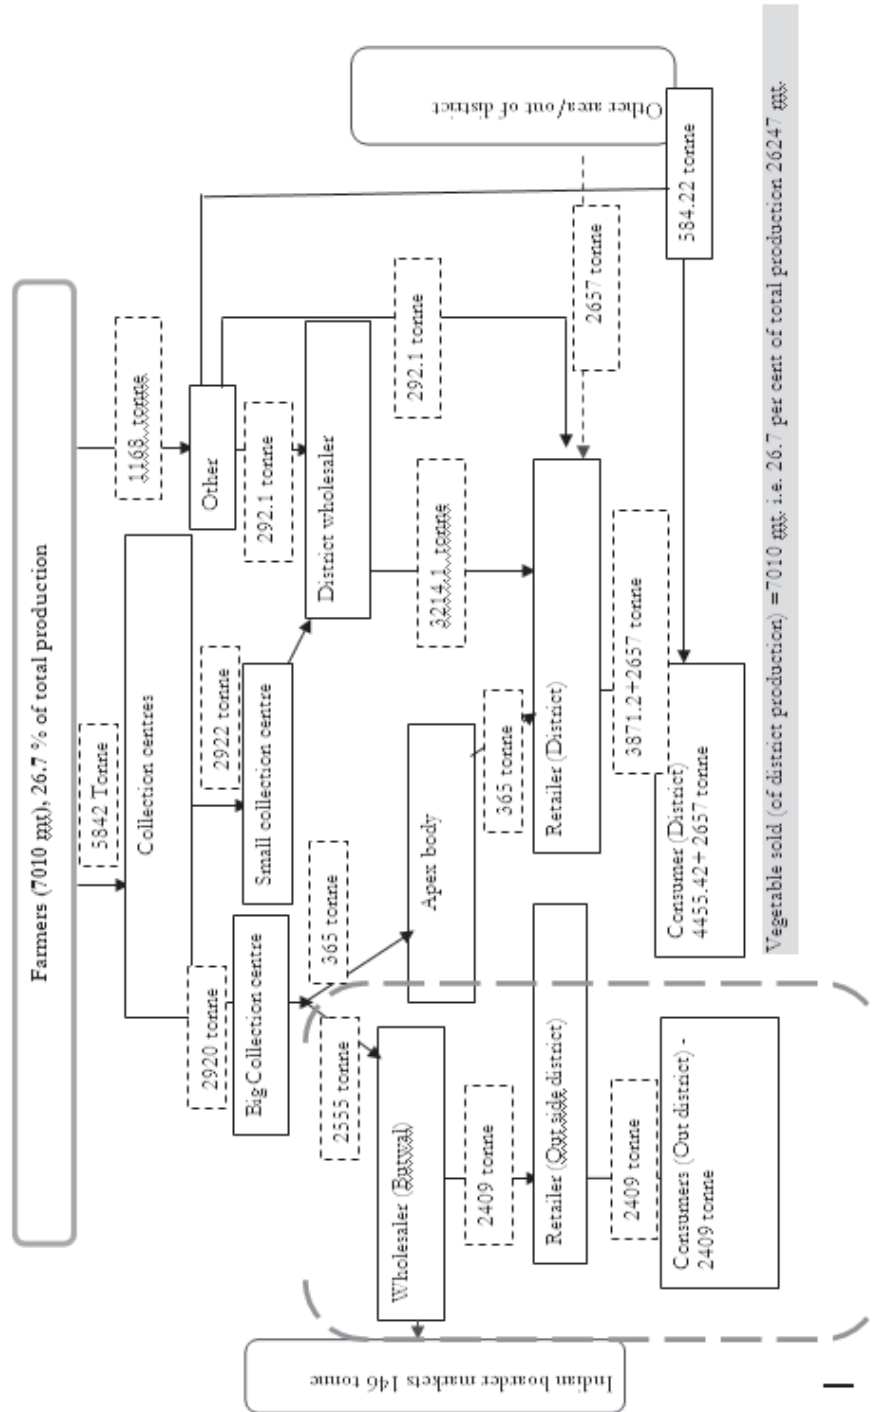 Farmers (7010 mt), 26.7 % of total production
5842 Tonne
1168 tonne
Collection centres
Other
2920 tonne
2922 tonne
292.1 tonne
Big Collection centre
Small collection centre
District wholesaler
292.1 tonne
2555 tonne
365 tonne
Wholesaler (Butwal)
Apex body
3214.1 tonne
2409 tonne
365 tonne
2657 tonne
Other area/out of district
Indian boarder markets 146 tonne
Retailer (Out side district)
Retailer (District)
2409 tonne
3871.2+2657 tonne
584.22 tonne
Consumers (Out district) -
2409 tonne
Consumer (District)
4455.42+ 2657 tonne
Vegetable sold (of district production) =7010 mt. i.e. 26.7 per cent of total production 26247 mt.